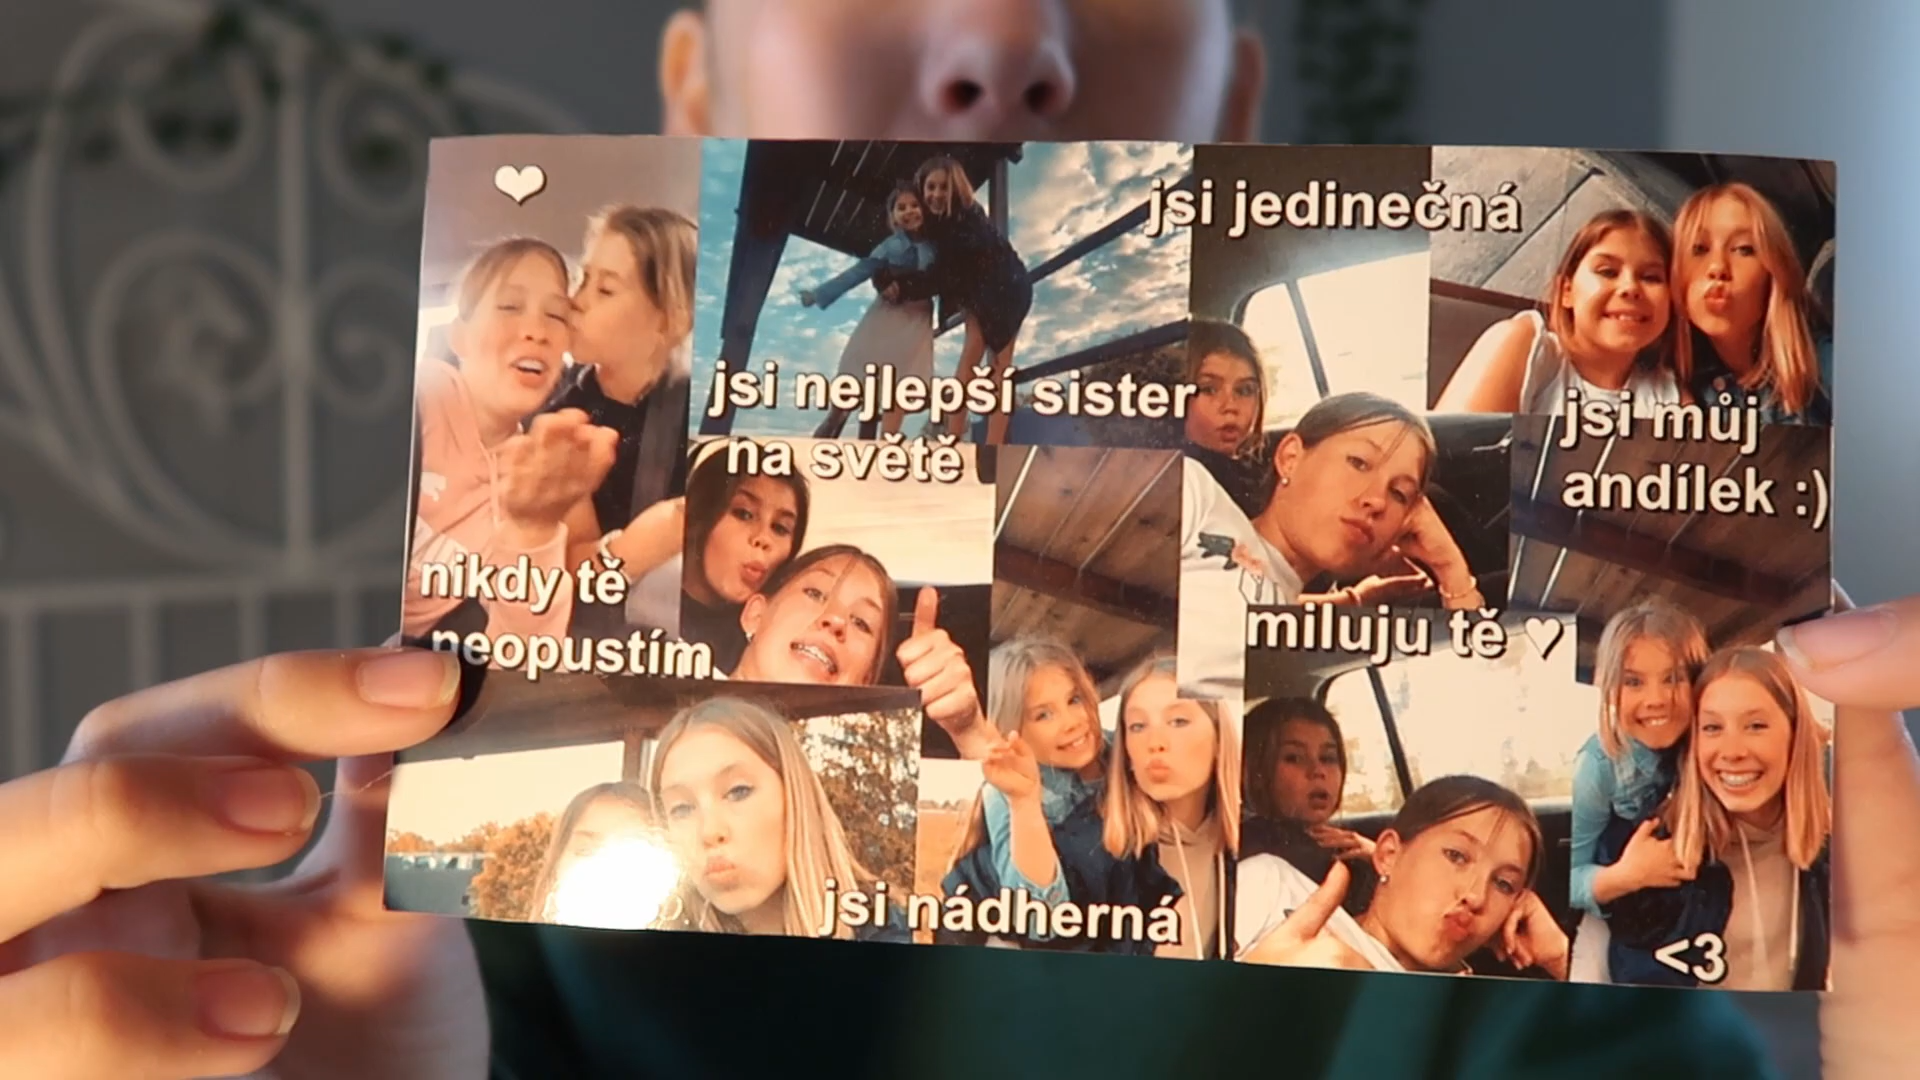 jsi jedinečná
jsi nejlepší sister
na světě
jsi můj
andílek :)
nikdy tě
neopustím
miluju tě ♥
jsi nádherná
<3